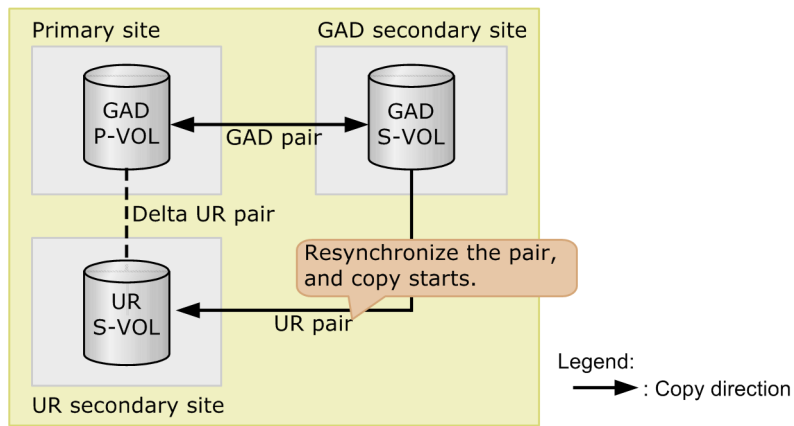 Primary site
GAD secondary site
GAD
P-VOL
GAD
S-VOL
GAD pair
Delta UR pair
Resynchronize the pair,
and copy starts.
UR
S-VOL
UR pair
UR secondary site
Legend:
: Copy direction